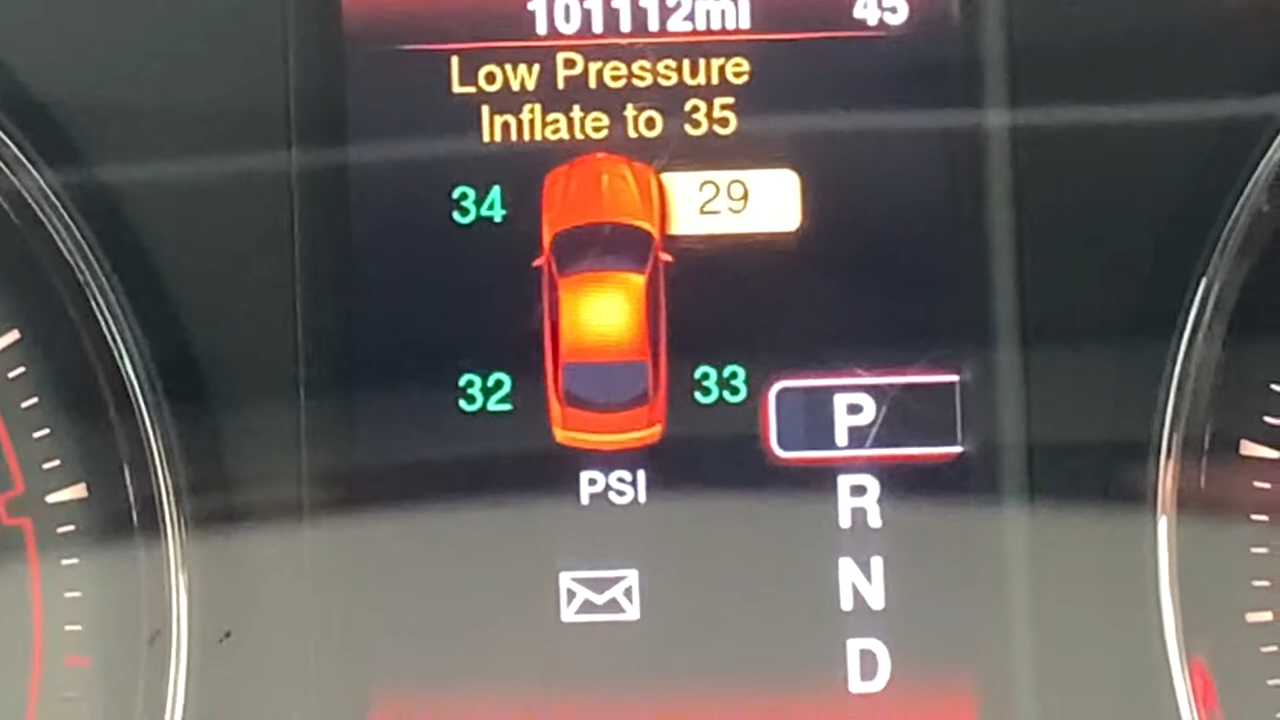 101112mi 45
Low Pressure
Inflate to 35
34 29
32 33
P
PSI
R
N
D